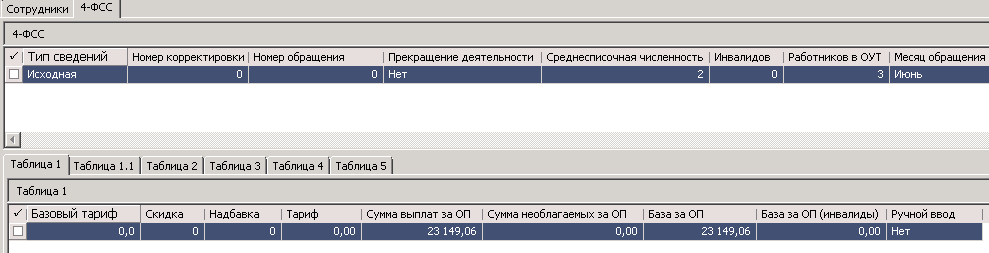 Сотрудники 4-ФСС
4-ФСС
✓ Тип сведений Номер корректировки Номер обращения Прекращение деятельности Среднесписочная численность Инвалидов Работников в ОУТ Месяц обращения
Исходная 0 0 Нет 2 0 3 Июнь
Таблица 1 Таблица 1.1 Таблица 2 Таблица 3 Таблица 4 Таблица 5
Таблица 1
✓ Базовый тариф Скидка Надбавка Тариф Сумма выплат за ОП Сумма необлагаемых за ОП База за ОП База за ОП (инвалиды) Ручной ввод
0,0 0 0 0,00 23 149,06 0,00 23 149,06 0,00 Нет